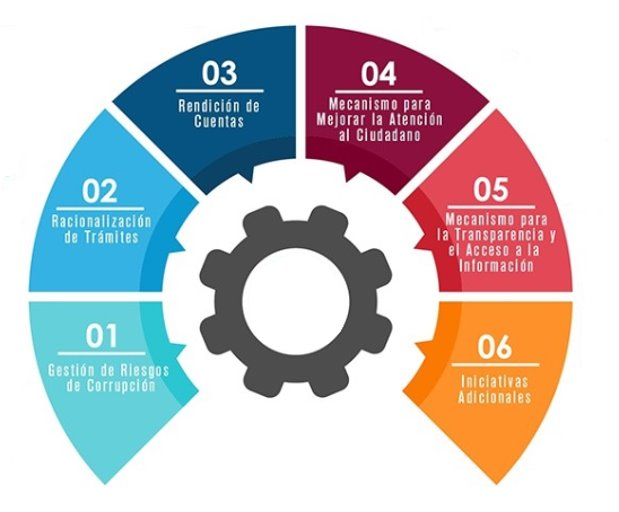 01
Gestión de Riesgos
de Corrupción
02
Racionalización
de Trámites
03
Rendición de
Cuentas
04
Mecanismo para
Mejorar la Atención
al Ciudadano
05
Mecanismo para
la Transparencia y
el Acceso a la
Información
06
Iniciativas
Adicionales